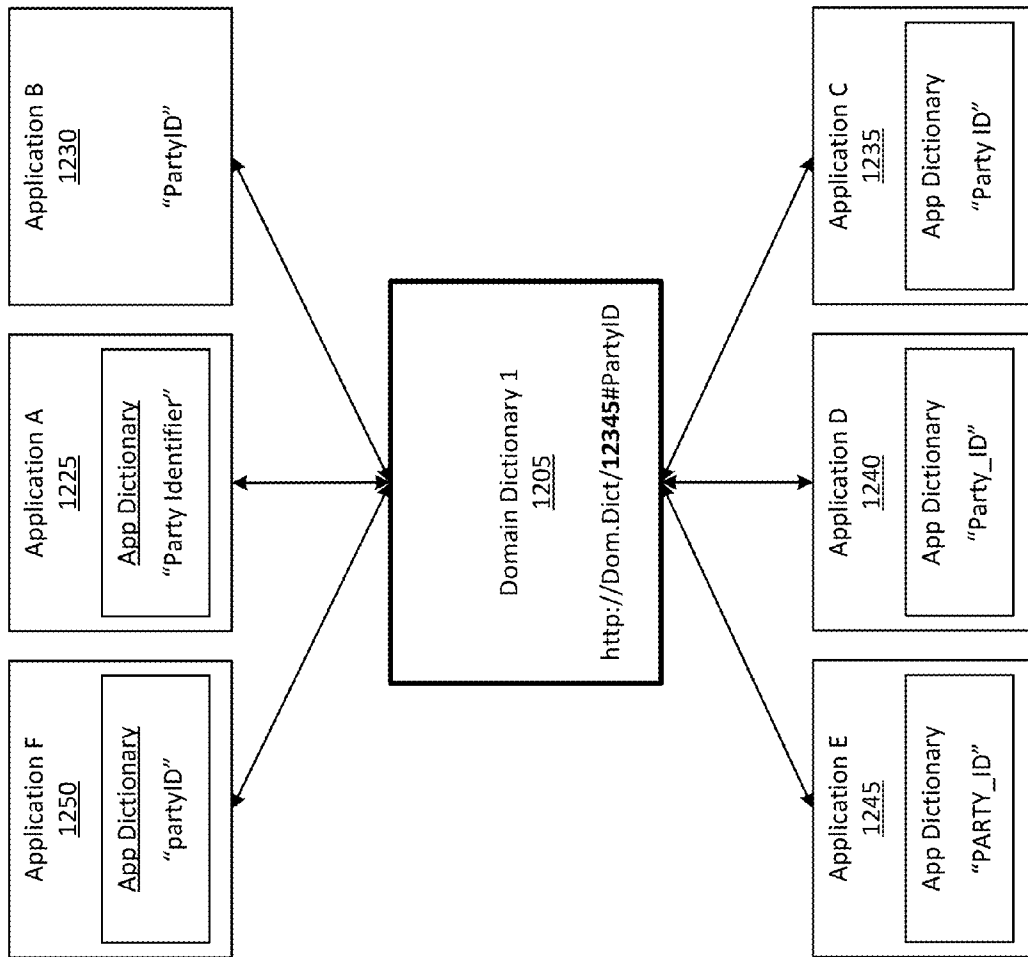 Application F
1250
App Dictionary
“partyID”
Application A
1225
App Dictionary
“Party Identifier”
Application B
1230
“PartyID”
Domain Dictionary 1
1205
http://Dom.Dict/12345#PartyID
Application E
1245
App Dictionary
“PARTY_ID”
Application D
1240
App Dictionary
“Party_ID”
Application C
1235
App Dictionary
“Party ID”